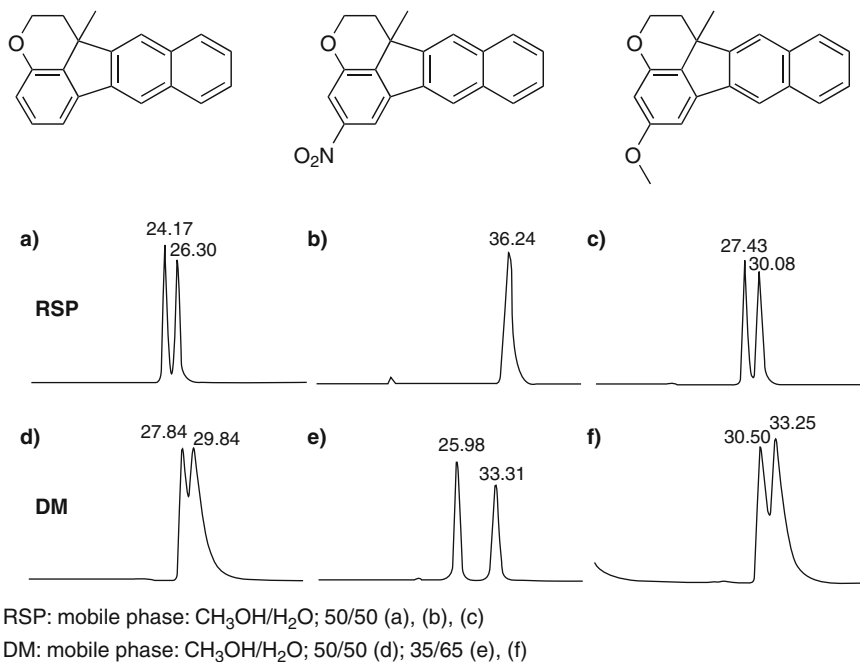 O
O
O
O₂N
O
a)
24.17
26.30
b)
36.24
c)
27.43
30.08
RSP
d)
27.84
29.84
e)
25.98
33.31
f)
30.50
33.25
DM
RSP: mobile phase: CH₃OH/H₂O; 50/50 (a), (b), (c)
DM: mobile phase: CH₃OH/H₂O; 50/50 (d); 35/65 (e), (f)